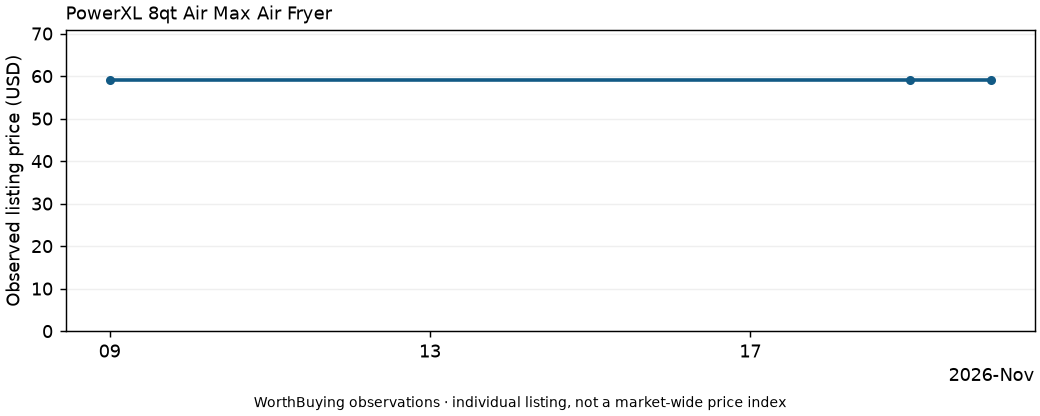 PowerXL 8qt Air Max Air Fryer
Observed listing price (USD)
70
60
50
40
30
20
10
0
09 13 17
2026-Nov
WorthBuying observations · individual listing, not a market-wide price index